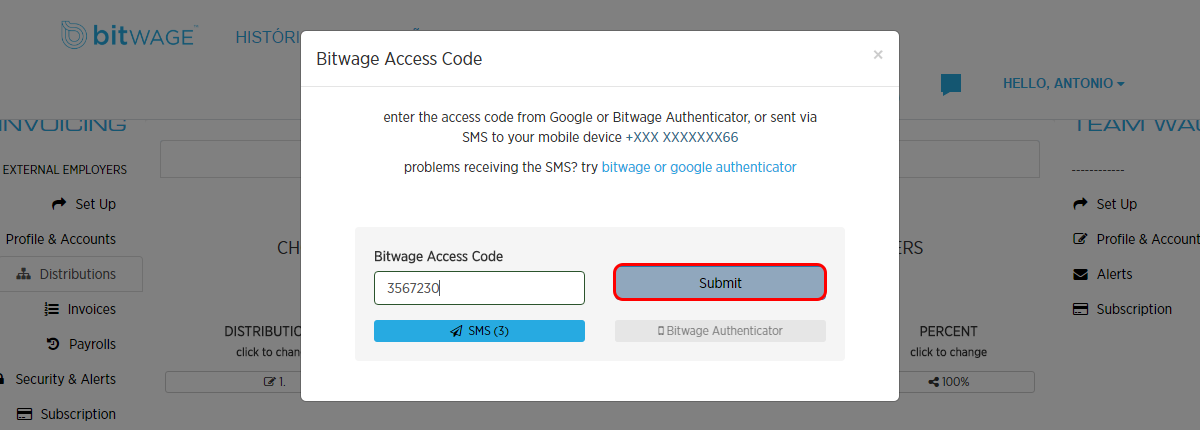 bitWAGE™
HISTÓRI
HELLO, ANTONIO
INVOICING
EXTERNAL EMPLOYERS
Set Up
Profile & Accounts
Distributions
Invoices
Payrolls
Security & Alerts
Subscription
CH
ERS
DISTRIBUTIO
click to chan
1.
PERCENT
click to change
100%
Bitwage Access Code
×
enter the access code from Google or Bitwage Authenticator, or sent via
SMS to your mobile device +XXX XXXXXXX66
problems receiving the SMS? try bitwage or google authenticator
Bitwage Access Code
3567230
Submit
SMS (3)
Bitwage Authenticator
TEAM WA
------------
Set Up
Profile & Account
Alerts
Subscription